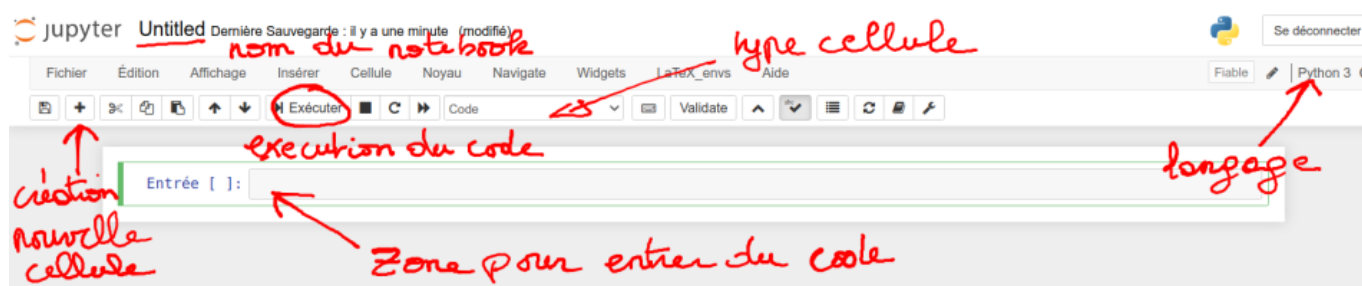 jupyter Untitled Dernière Sauvegarde : il y a une minute (modifié)
Se déconnecter
nom du notebook
type cellule
Fichier Édition Affichage Insérer Cellule Noyau Navigate Widgets LaTeX_envs Aide
Fiable Python 3
Exécuter Code Validate
execution du code
langage
création
nouvelle
cellule
Entrée [ ]:
Zone pour entrer du code